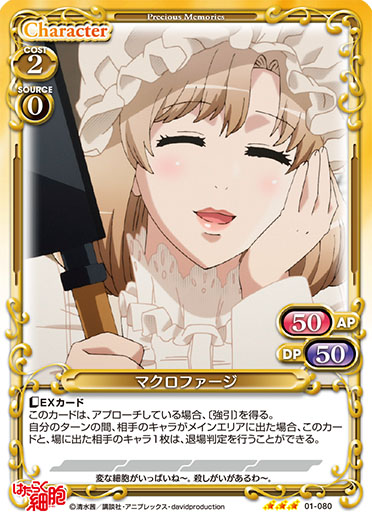 Precious Memories
Character
COST
2
SOURCE
0
50 AP
DP 50
マクロファージ
EXカード
このカードは、アプローチしている場合、〔強引〕を得る。
自分のターンの間、相手のキャラがメインエリアに出た場合、このカー
ドと、場に出た相手のキャラ1枚は、退場判定を行うことができる。
変な細胞がいっぱいね〜。殺しがいがあるわ〜。
はたらく細胞
©清水茜／講談社・アニプレックス・davidproduction
★★★ 01-080